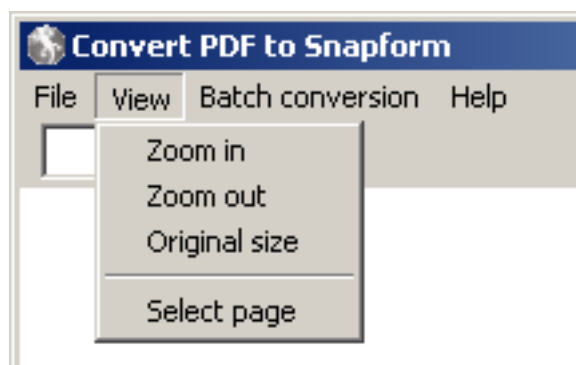 Convert PDF to Snapform
File View Batch conversion Help
Zoom in
Zoom out
Original size
Select page